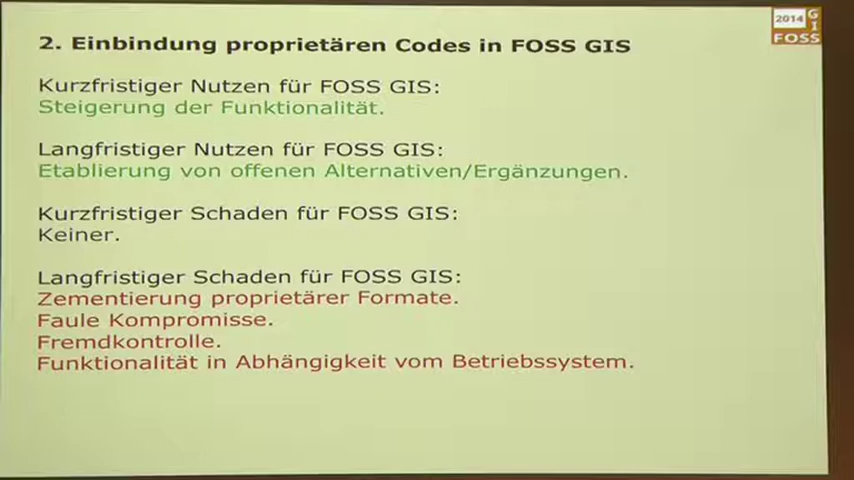 2. Einbindung proprietären Codes in FOSS GIS
2014
GI
FOSS
Kurzfristiger Nutzen für FOSS GIS:
Steigerung der Funktionalität.
Langfristiger Nutzen für FOSS GIS:
Etablierung von offenen Alternativen/Ergänzungen.
Kurzfristiger Schaden für FOSS GIS:
Keiner.
Langfristiger Schaden für FOSS GIS:
Zementierung proprietärer Formate.
Faule Kompromisse.
Fremdkontrolle.
Funktionalität in Abhängigkeit vom Betriebssystem.